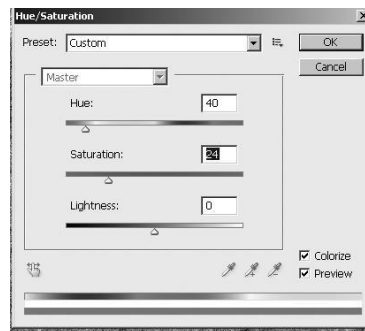 Hue/Saturation
Preset: Custom OK
Cancel
Master
Hue: 40
Saturation: 24
Lightness: 0
Colorize
Preview